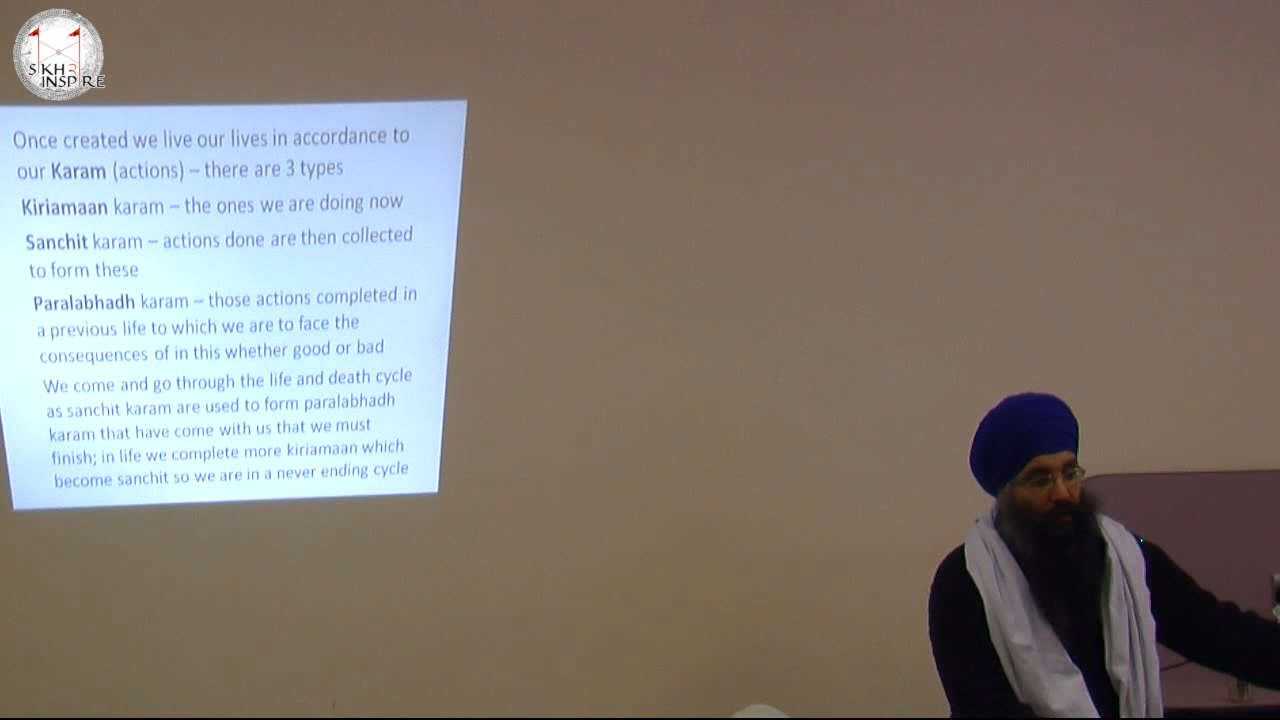 SIKHR
INSPIRE
Once created we live our lives in accordance to
our Karam (actions) – there are 3 types
Kiriamaan karam – the ones we are doing now
Sanchit karam – actions done are then collected
to form these
Paralabhadh karam – those actions completed in
a previous life to which we are to face the
consequences of in this whether good or bad
We come and go through the life and death cycle
as sanchit karam are used to form paralabhadh
karam that have come with us that we must
finish; in life we complete more kiriamaan which
become sanchit so we are in a never ending cycle